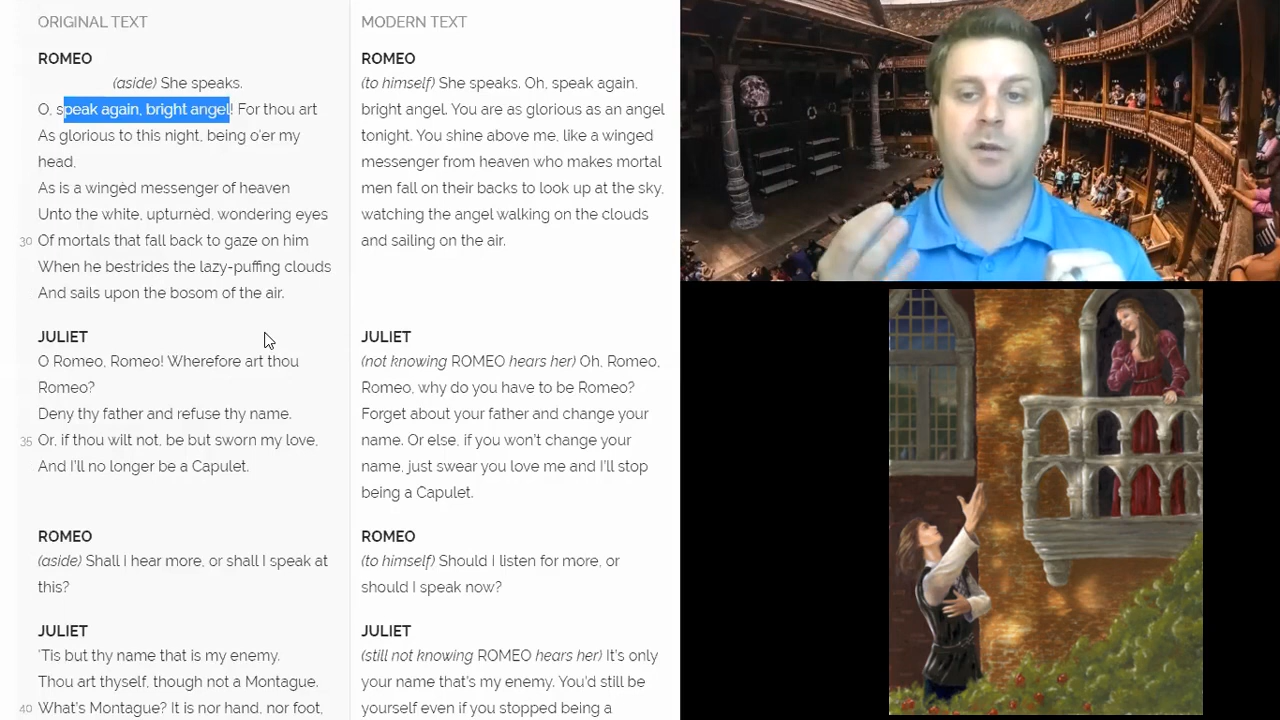 ORIGINAL TEXT
ROMEO
(aside) She speaks.
O, speak again, bright angel! For thou art
As glorious to this night, being o'er my
head,
As is a wingèd messenger of heaven
Unto the white, upturnèd, wondering eyes
30 Of mortals that fall back to gaze on him
When he bestrides the lazy-puffing clouds
And sails upon the bosom of the air.
JULIET
O Romeo, Romeo! Wherefore art thou
Romeo?
Deny thy father and refuse thy name.
35 Or, if thou wilt not, be but sworn my love,
And I'll no longer be a Capulet.
ROMEO
(aside) Shall I hear more, or shall I speak at
this?
JULIET
'Tis but thy name that is my enemy.
Thou art thyself, though not a Montague.
40 What's Montague? It is nor hand, nor foot,
MODERN TEXT
ROMEO
(to himself) She speaks. Oh, speak again,
bright angel. You are as glorious as an angel
tonight. You shine above me, like a winged
messenger from heaven who makes mortal
men fall on their backs to look up at the sky,
watching the angel walking on the clouds
and sailing on the air.
JULIET
(not knowing ROMEO hears her) Oh, Romeo,
Romeo, why do you have to be Romeo?
Forget about your father and change your
name. Or else, if you won't change your
name, just swear you love me and I'll stop
being a Capulet.
ROMEO
(to himself) Should I listen for more, or
should I speak now?
JULIET
(still not knowing ROMEO hears her) It's only
your name that's my enemy. You'd still be
yourself even if you stopped being a